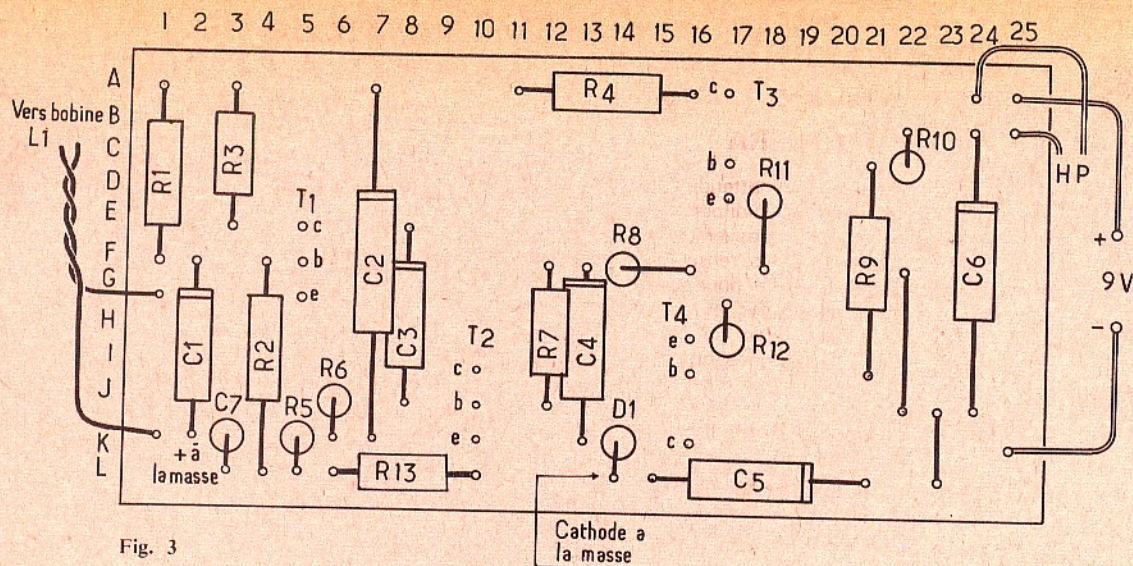 1 2 3 4 5 6 7 8 9 10 11 12 13 14 15 16 17 18 19 20 21 22 23 24 25
A
B
C
D
E
F
G
H
I
J
K
L
Vers bobine
L1
R1
R3
T1
c
b
e
C1
R2
C7
+ à
la masse
R5
R6
C2
C3
R13
T2
c
b
e
R4
c T3
b
e
R11
R8
R7
C4
T4
e
b
c
R12
D1
Cathode a
la masse
C5
R10
R9
C6
HP
+
9V
-
Fig. 3